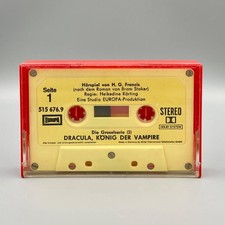 Hörspiel von H. G. Francis
(nach dem Roman von Bram Stoker)
Regie: Heikedine Körting
Eine Studio EUROPA-Produktion
Seite
1
515 676.9
STEREO
EUROPA
DOLBY SYSTEM
Die Gruselserie (2)
DRACULA, KÖNIG DER VAMPIRE